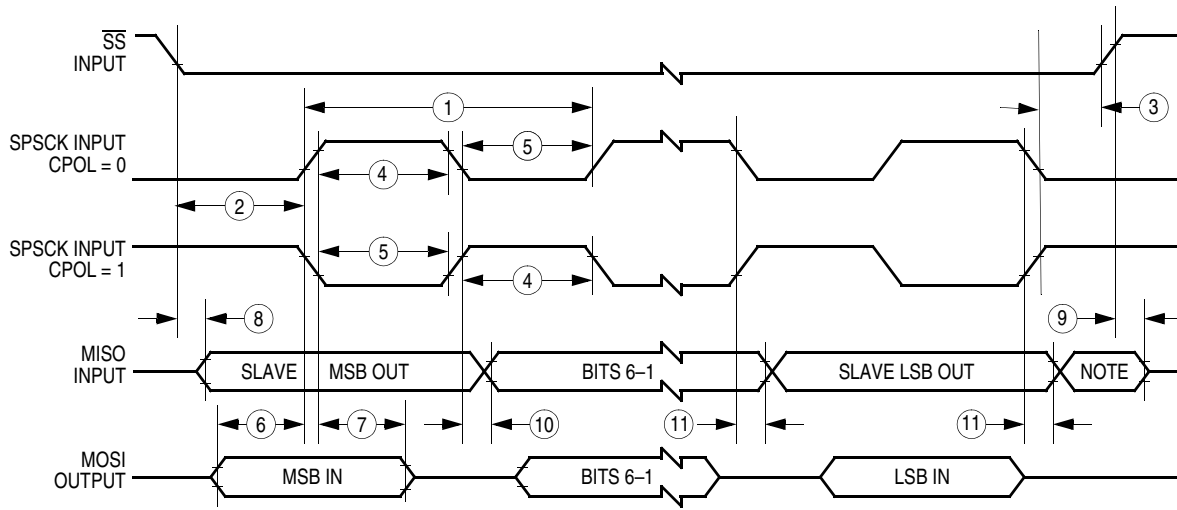 SS
INPUT
1
3
SPSCK INPUT
CPOL = 0
5
4
2
SPSCK INPUT
CPOL = 1
5
4
8
9
MISO
INPUT
SLAVE MSB OUT
BITS 6–1
SLAVE LSB OUT
NOTE
6
7
10
11
11
MOSI
OUTPUT
MSB IN
BITS 6–1
LSB IN